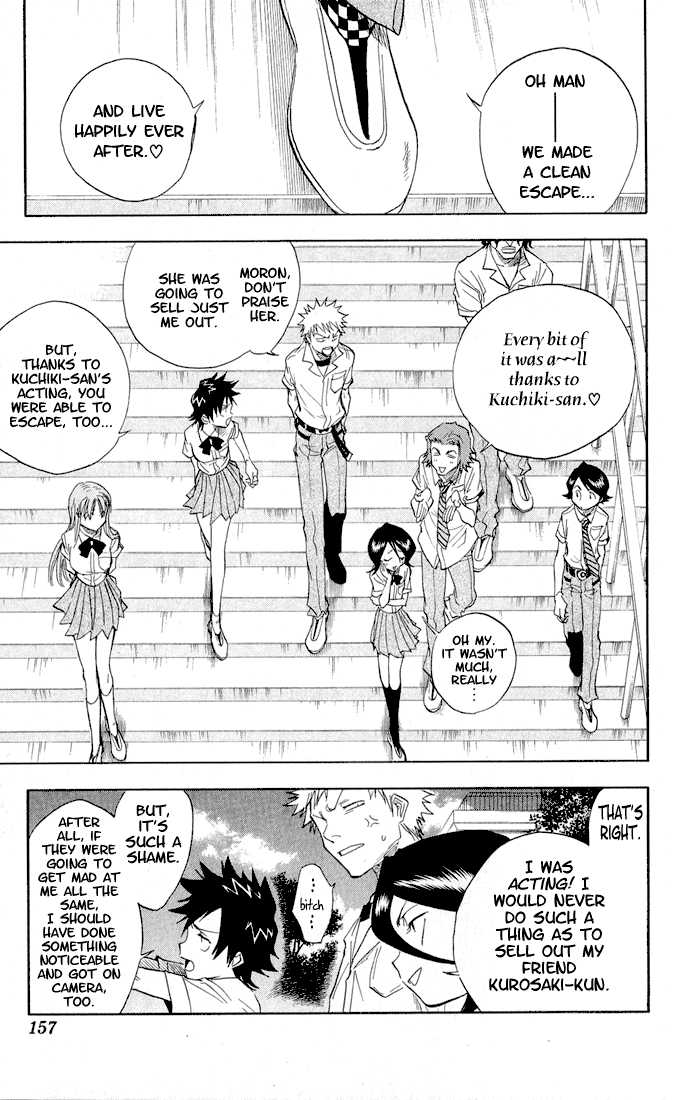 OH MAN
—
WE MADE
A CLEAN
ESCAPE...
AND LIVE
HAPPILY EVER
AFTER.♡
Every bit of
it was a~~ll
thanks to
Kuchiki-san.♡
MORON,
DON'T
PRAISE
HER.
SHE WAS
GOING TO
SELL JUST
ME OUT.
BUT,
THANKS TO
KUCHIKI-SAN'S
ACTING, YOU
WERE ABLE TO
ESCAPE, TOO...
OH MY.
IT WASN'T
MUCH,
REALLY
...
THAT'S
RIGHT.
I WAS
ACTING! I
WOULD NEVER
DO SUCH A
THING AS TO
SELL OUT MY
FRIEND
KUROSAKI-KUN.
...
bitch
...
BUT,
IT'S
SUCH A
SHAME.
AFTER
ALL, IF
THEY WERE
GOING TO
GET MAD AT
ME ALL THE
SAME,
I SHOULD
HAVE DONE
SOMETHING
NOTICEABLE
AND GOT ON
CAMERA,
TOO.
157